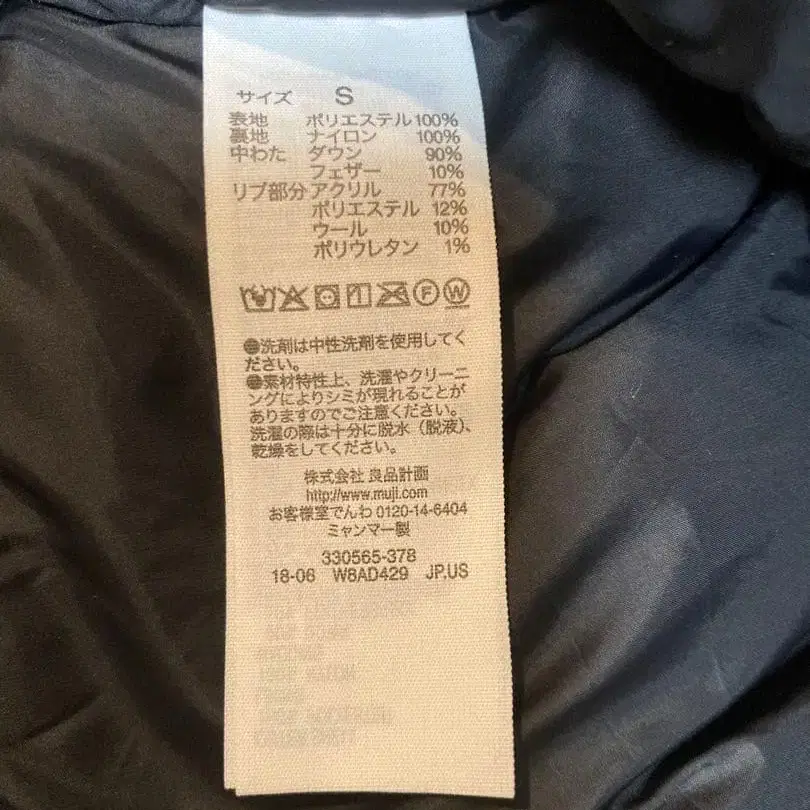 サイズ S
表地 ポリエステル 100%
裏地 ナイロン 100%
中わた ダウン 90%
フェザー 10%
リブ部分 アクリル 77%
ポリエステル 12%
ウール 10%
ポリウレタン 1%
F W
●洗剤は中性洗剤を使用してく
ださい。
●素材特性上、洗濯やクリーニ
ングによりシミが現れることが
ありますのでご注意ください。
洗濯の際は十分に脱水（脱液）、
乾燥をしてください。
株式会社 良品計画
http://www.muji.com
お客様室でんわ 0120-14-6404
ミャンマー製
330565-378
18-06 W8AD429 JP.US